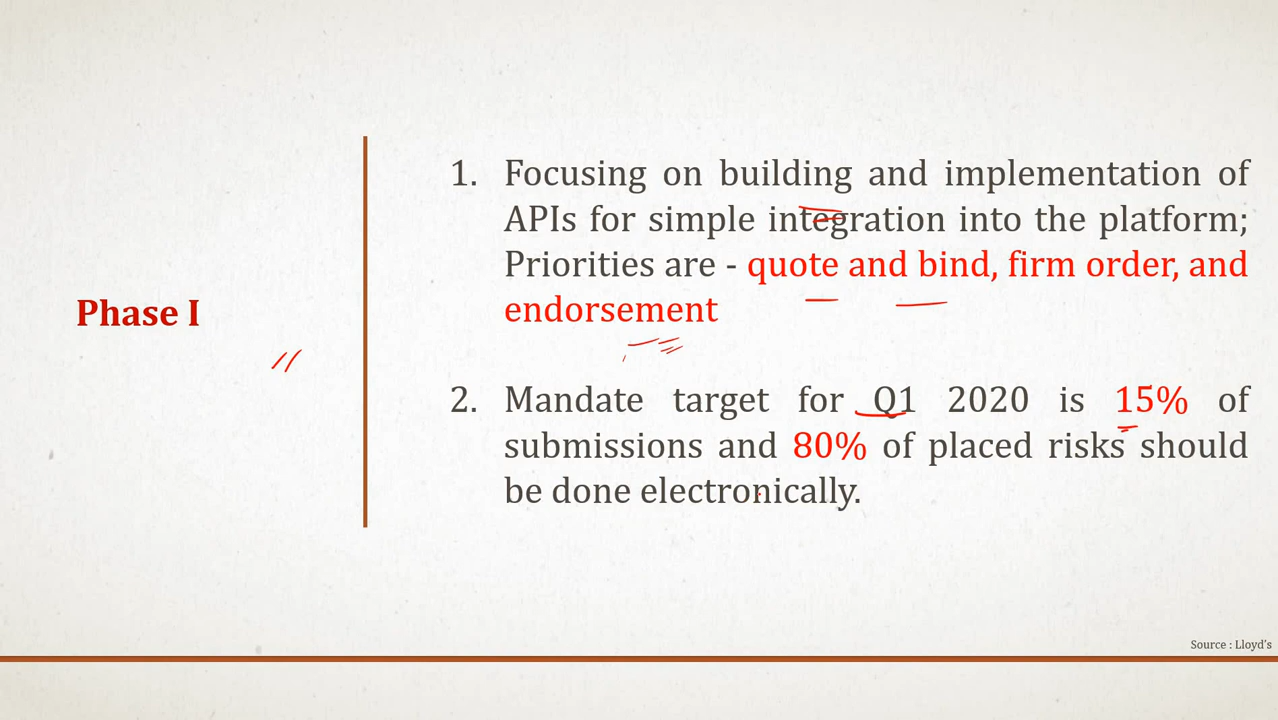 Phase I
1. Focusing on building and implementation of
APIs for simple integration into the platform;
Priorities are - quote and bind, firm order, and
endorsement
2. Mandate target for Q1 2020 is 15% of
submissions and 80% of placed risks should
be done electronically.
Source : Lloyd's